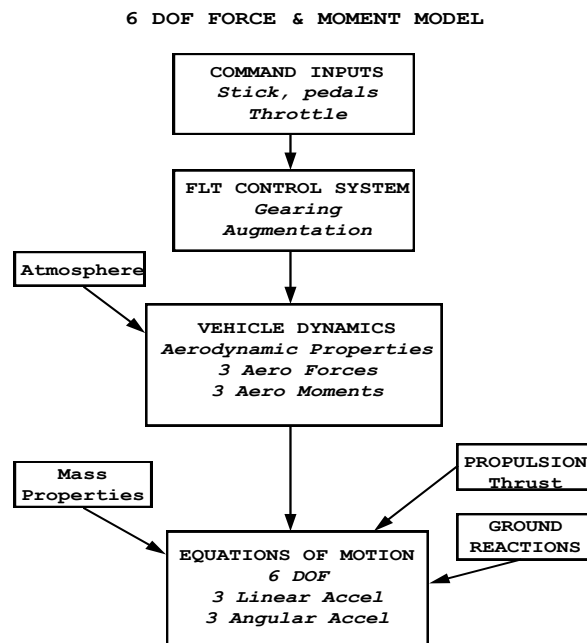 6 DOF FORCE & MOMENT MODEL
COMMAND INPUTS
Stick, pedals
Throttle
FLT CONTROL SYSTEM
Gearing
Augmentation
Atmosphere
VEHICLE DYNAMICS
Aerodynamic Properties
3 Aero Forces
3 Aero Moments
Mass
Properties
PROPULSION
Thrust
GROUND
REACTIONS
EQUATIONS OF MOTION
6 DOF
3 Linear Accel
3 Angular Accel